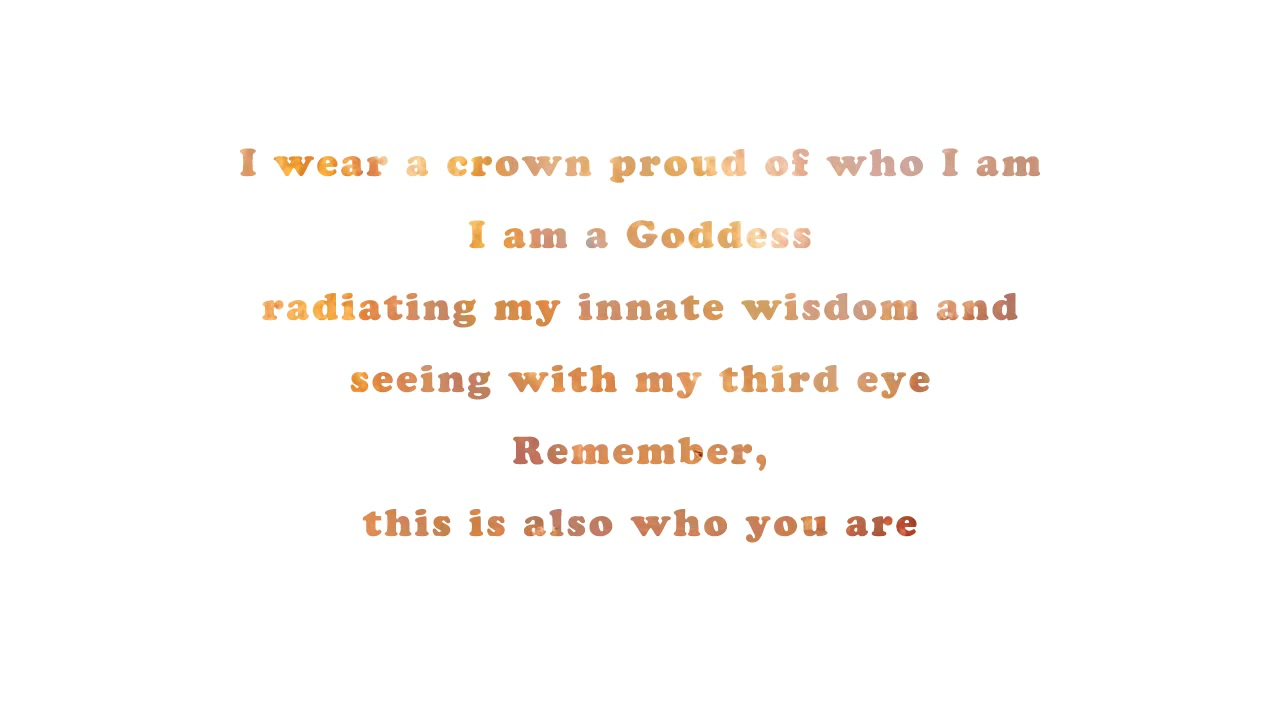 I wear a crown proud of who I am
I am a Goddess
radiating my innate wisdom and
seeing with my third eye
Remember,
this is also who you are